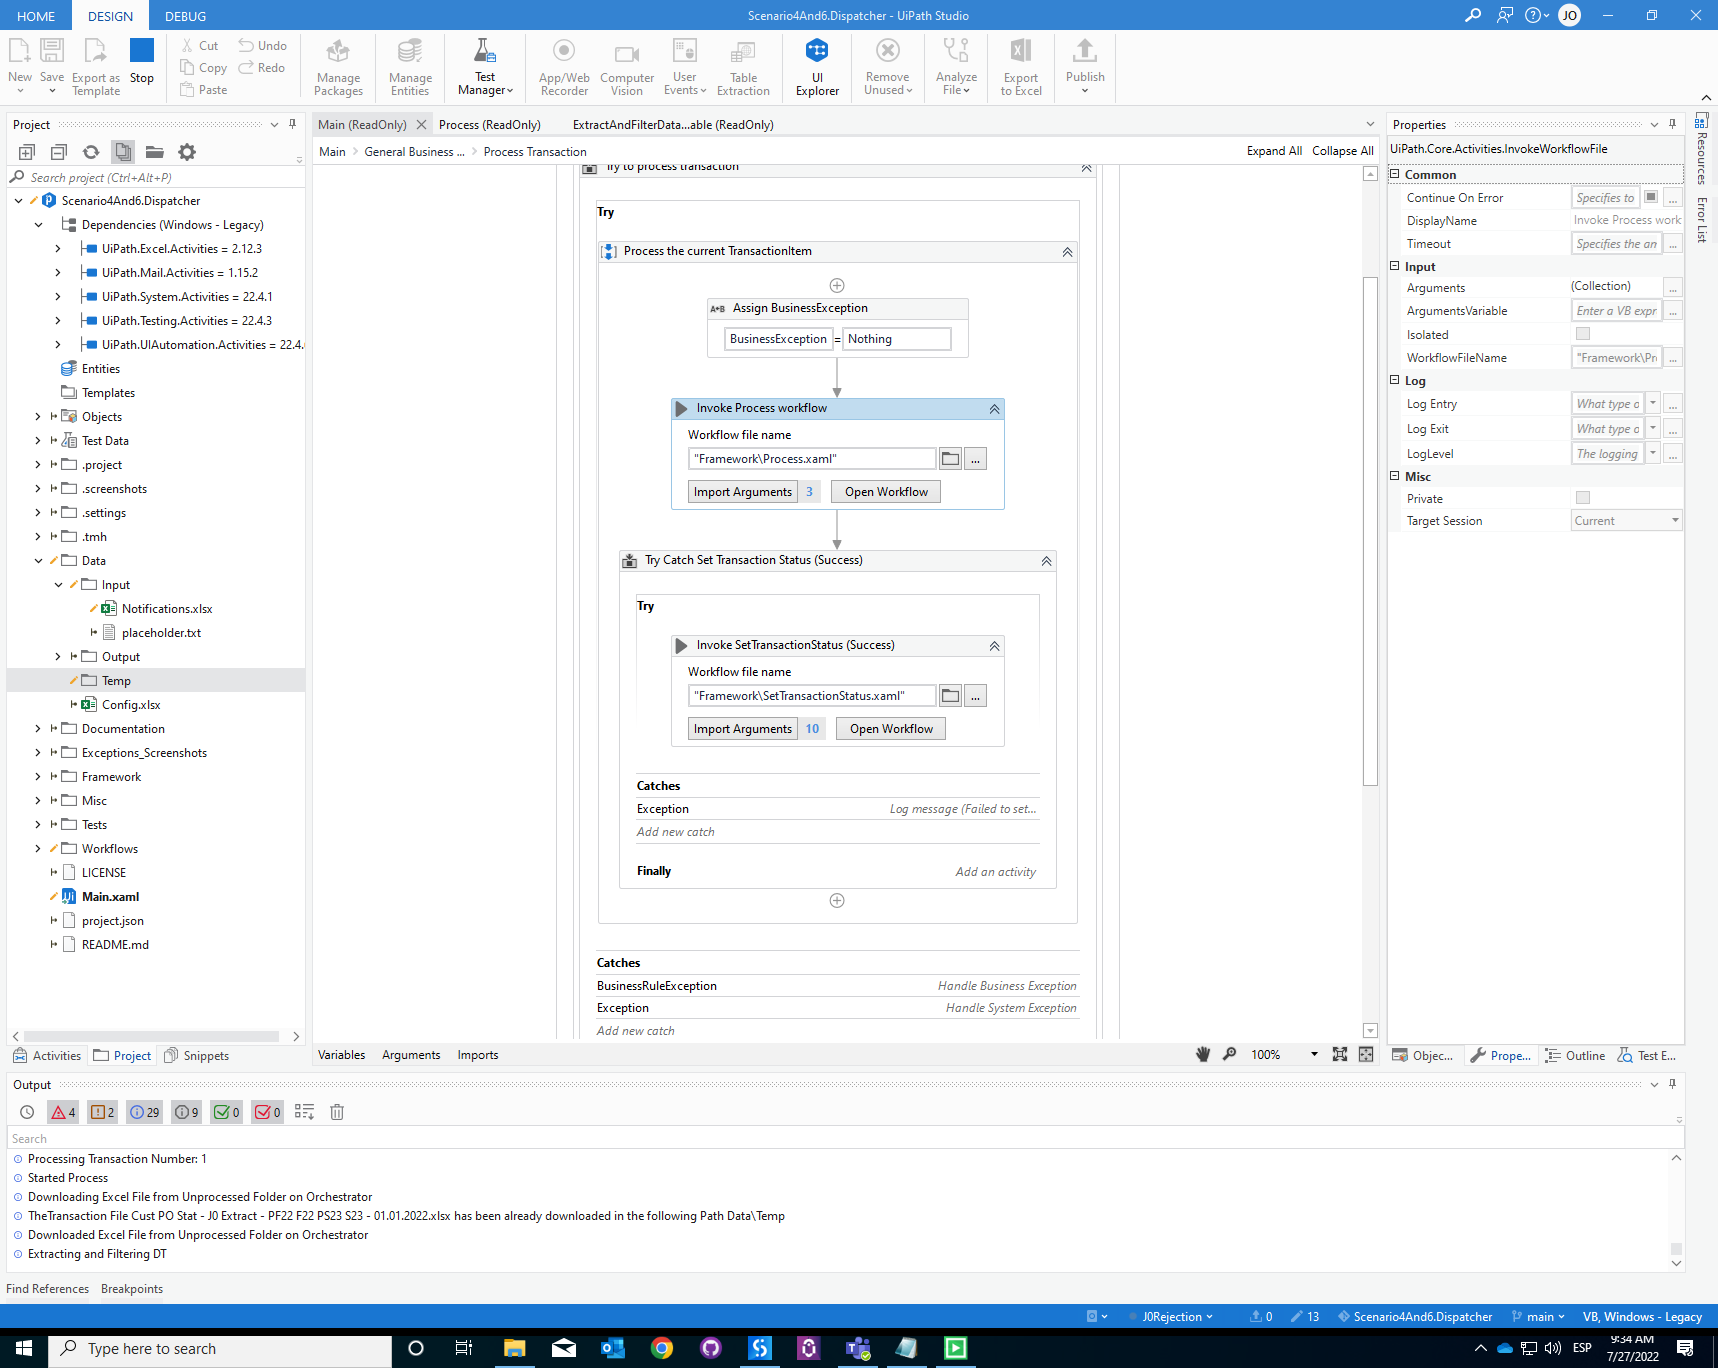 HOME
DESIGN
DEBUG
Scenario4And6.Dispatcher - UiPath Studio
JO
New
Save
Export as Template
Stop
Cut
Copy
Paste
Undo
Redo
Manage Packages
Manage Entities
Test Manager
App/Web Recorder
Computer Vision
User Events
Table Extraction
UI Explorer
Remove Unused
Analyze File
Export to Excel
Publish
Project
Search project (Ctrl+Alt+P)
Scenario4And6.Dispatcher
Dependencies (Windows - Legacy)
UiPath.Excel.Activities = 2.12.3
UiPath.Mail.Activities = 1.15.2
UiPath.System.Activities = 22.4.1
UiPath.Testing.Activities = 22.4.3
UiPath.UIAutomation.Activities = 22.4.
Entities
Templates
Objects
Test Data
.project
.screenshots
.settings
.tmh
Data
Input
Notifications.xlsx
placeholder.txt
Output
Temp
Config.xlsx
Documentation
Exceptions_Screenshots
Framework
Misc
Tests
Workflows
LICENSE
Main.xaml
project.json
README.md
Activities
Project
Snippets
Main (ReadOnly)
Process (ReadOnly)
ExtractAndFilterData...able (ReadOnly)
Main
General Business ...
Process Transaction
Expand All
Collapse All
Try to process transaction
Try
Process the current TransactionItem
A+B Assign BusinessException
BusinessException = Nothing
Invoke Process workflow
Workflow file name
"Framework\Process.xaml"
...
Import Arguments 3
Open Workflow
Try Catch Set Transaction Status (Success)
Try
Invoke SetTransactionStatus (Success)
Workflow file name
"Framework\SetTransactionStatus.xaml"
...
Import Arguments 10
Open Workflow
Catches
Exception
Log message (Failed to set...
Add new catch
Finally
Add an activity
Catches
BusinessRuleException
Handle Business Exception
Exception
Handle System Exception
Add new catch
Variables
Arguments
Imports
100%
Properties
UiPath.Core.Activities.InvokeWorkflowFile
Common
Continue On Error
Specifies to
...
DisplayName
Invoke Process work
Timeout
Specifies the an
...
Input
Arguments
(Collection)
...
ArgumentsVariable
Enter a VB expr
...
Isolated
WorkflowFileName
"Framework\Pr
...
Log
Log Entry
What type o
...
Log Exit
What type o
...
LogLevel
The logging
...
Misc
Private
Target Session
Current
Objec...
Prope...
Outline
Test E...
Resources
Error List
Output
4
2
29
9
0
0
Search
Processing Transaction Number: 1
Started Process
Downloading Excel File from Unprocessed Folder on Orchestrator
TheTransaction File Cust PO Stat - J0 Extract - PF22 F22 PS23 S23 - 01.01.2022.xlsx has been already downloaded in the following Path Data\Temp
Downloaded Excel File from Unprocessed Folder on Orchestrator
Extracting and Filtering DT
Find References
Breakpoints
J0Rejection
0
13
Scenario4And6.Dispatcher
main
VB, Windows - Legacy
Type here to search
ESP
9:34 AM
7/27/2022